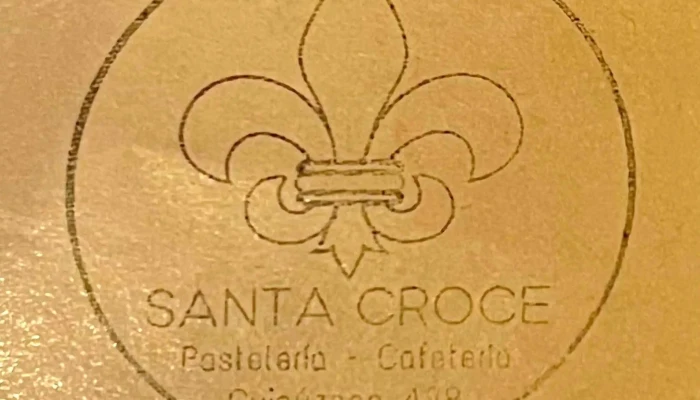 SANTA CROCE
Pastelería - Cafetería